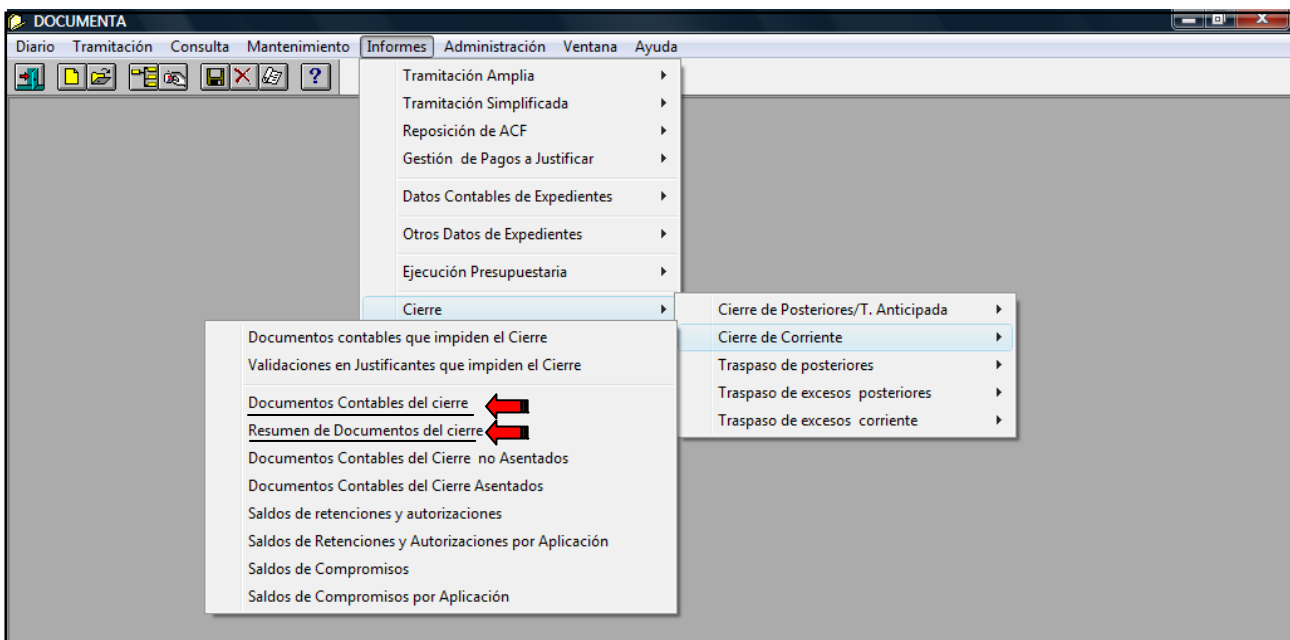 DOCUMENTA
Diario Tramitación Consulta Mantenimiento Informes Administración Ventana Ayuda
?
Tramitación Amplia
Tramitación Simplificada
Reposición de ACF
Gestión de Pagos a Justificar
Datos Contables de Expedientes
Otros Datos de Expedientes
Ejecución Presupuestaria
Cierre
Cierre de Posteriores/T. Anticipada
Cierre de Corriente
Traspaso de posteriores
Traspaso de excesos posteriores
Traspaso de excesos corriente
Documentos contables que impiden el Cierre
Validaciones en Justificantes que impiden el Cierre
Documentos Contables del cierre
Resumen de Documentos del cierre
Documentos Contables del Cierre no Asentados
Documentos Contables del Cierre Asentados
Saldos de retenciones y autorizaciones
Saldos de Retenciones y Autorizaciones por Aplicación
Saldos de Compromisos
Saldos de Compromisos por Aplicación